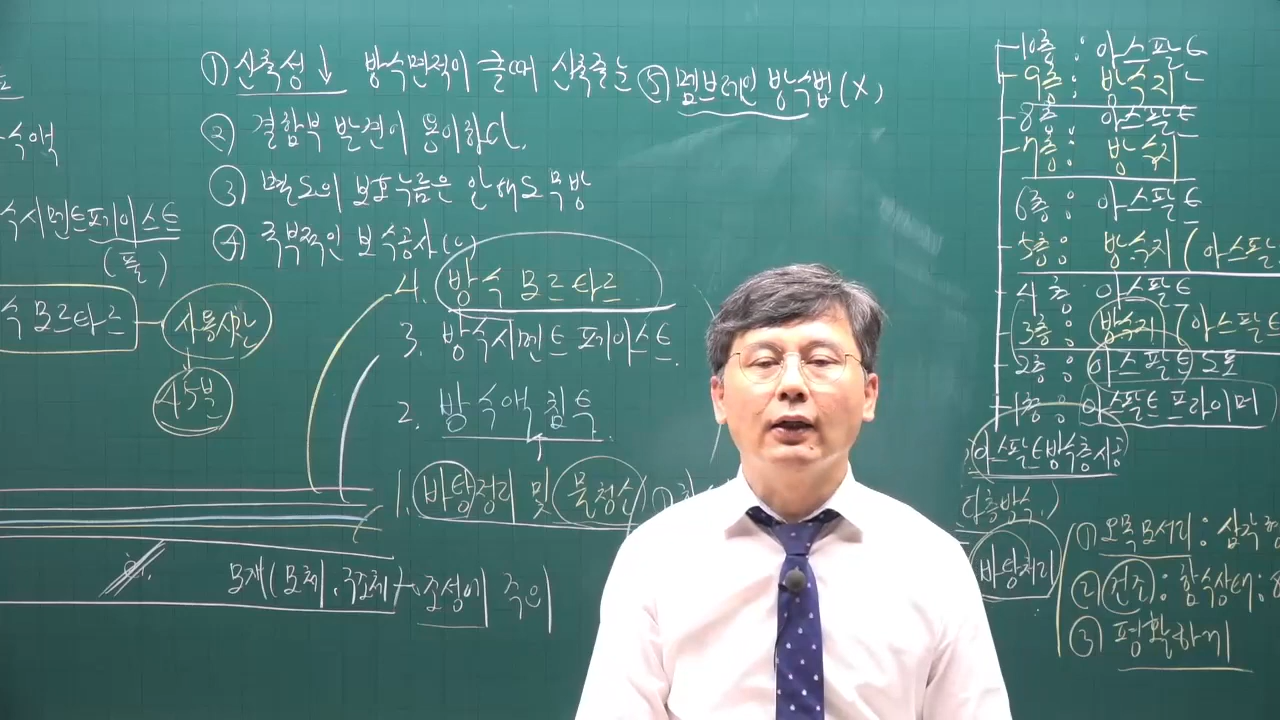 ① 신축성↓ 방수면적이 클때 신축줄눈
② 결함부 발견이 용이하다.
③ 별도의 보호누름은 안해도 무방
④ 국부적인 보수공사(○)
⑤ 멤브레인 방수법(X)
4. 방수 모르타르
3. 방수시멘트 페이스트.
2. 방수액 침투
1. 바탕정리 및 물청소
수액
수시멘트페이스트
(풀)
수 모르타르
사용시간
45분
모재(모체, 구조체)
조성이 주인
10층: 아스팔트
9층: 방수지
8층: 아스팔트
7층: 방수지
6층: 아스팔트
5층: 방수지(아스팔
4층: 아스팔트
3층: 방수지(아스팔트
2층: 아스팔트도포
1층: 아스팔트 프라이머
아스팔트방수층시공
다층방수.)
바탕처리
① 오목모서리: 삼각형
② 건조: 함수상태: 8
③ 평활하게